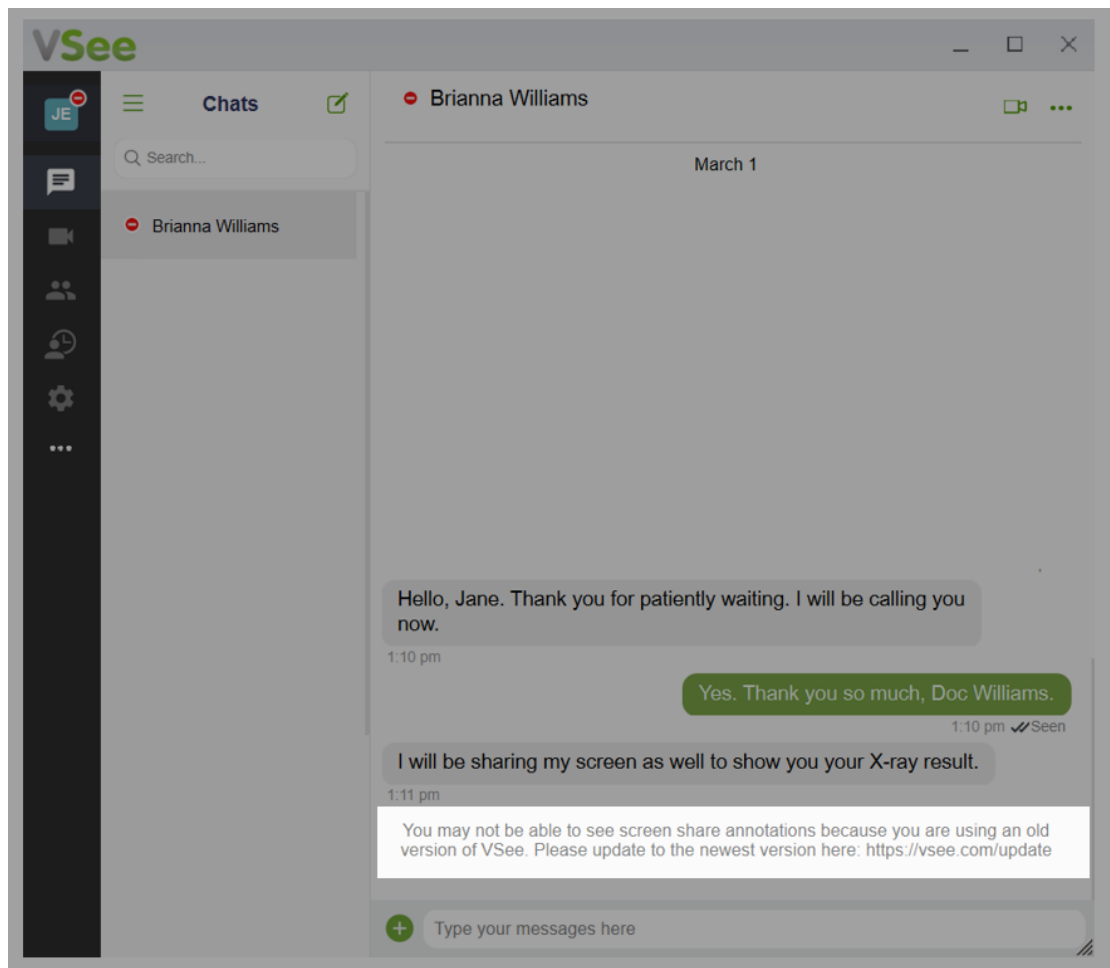 VSee
JE
Chats
Brianna Williams
Search...
March 1
Brianna Williams
Hello, Jane. Thank you for patiently waiting. I will be calling you
now.
1:10 pm
Yes. Thank you so much, Doc Williams.
1:10 pm Seen
I will be sharing my screen as well to show you your X-ray result.
1:11 pm
You may not be able to see screen share annotations because you are using an old
version of VSee. Please update to the newest version here: https://vsee.com/update
Type your messages here